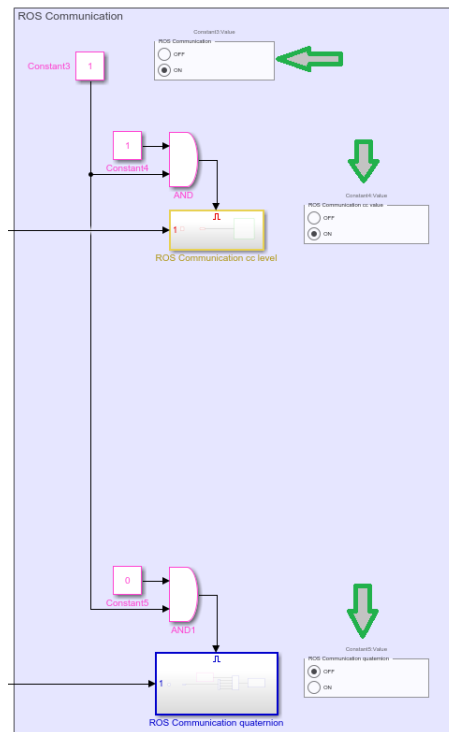 ROS Communication
Constant3:Value
ROS Communication
OFF
ON
Constant3
1
1
Constant4
AND
Constant4:Value
ROS Communication cc value
OFF
ON
1
ROS Communication cc level
0
Constant5
AND1
Constant5:Value
ROS Communication quaternion
OFF
ON
1
ROS Communication quaternion